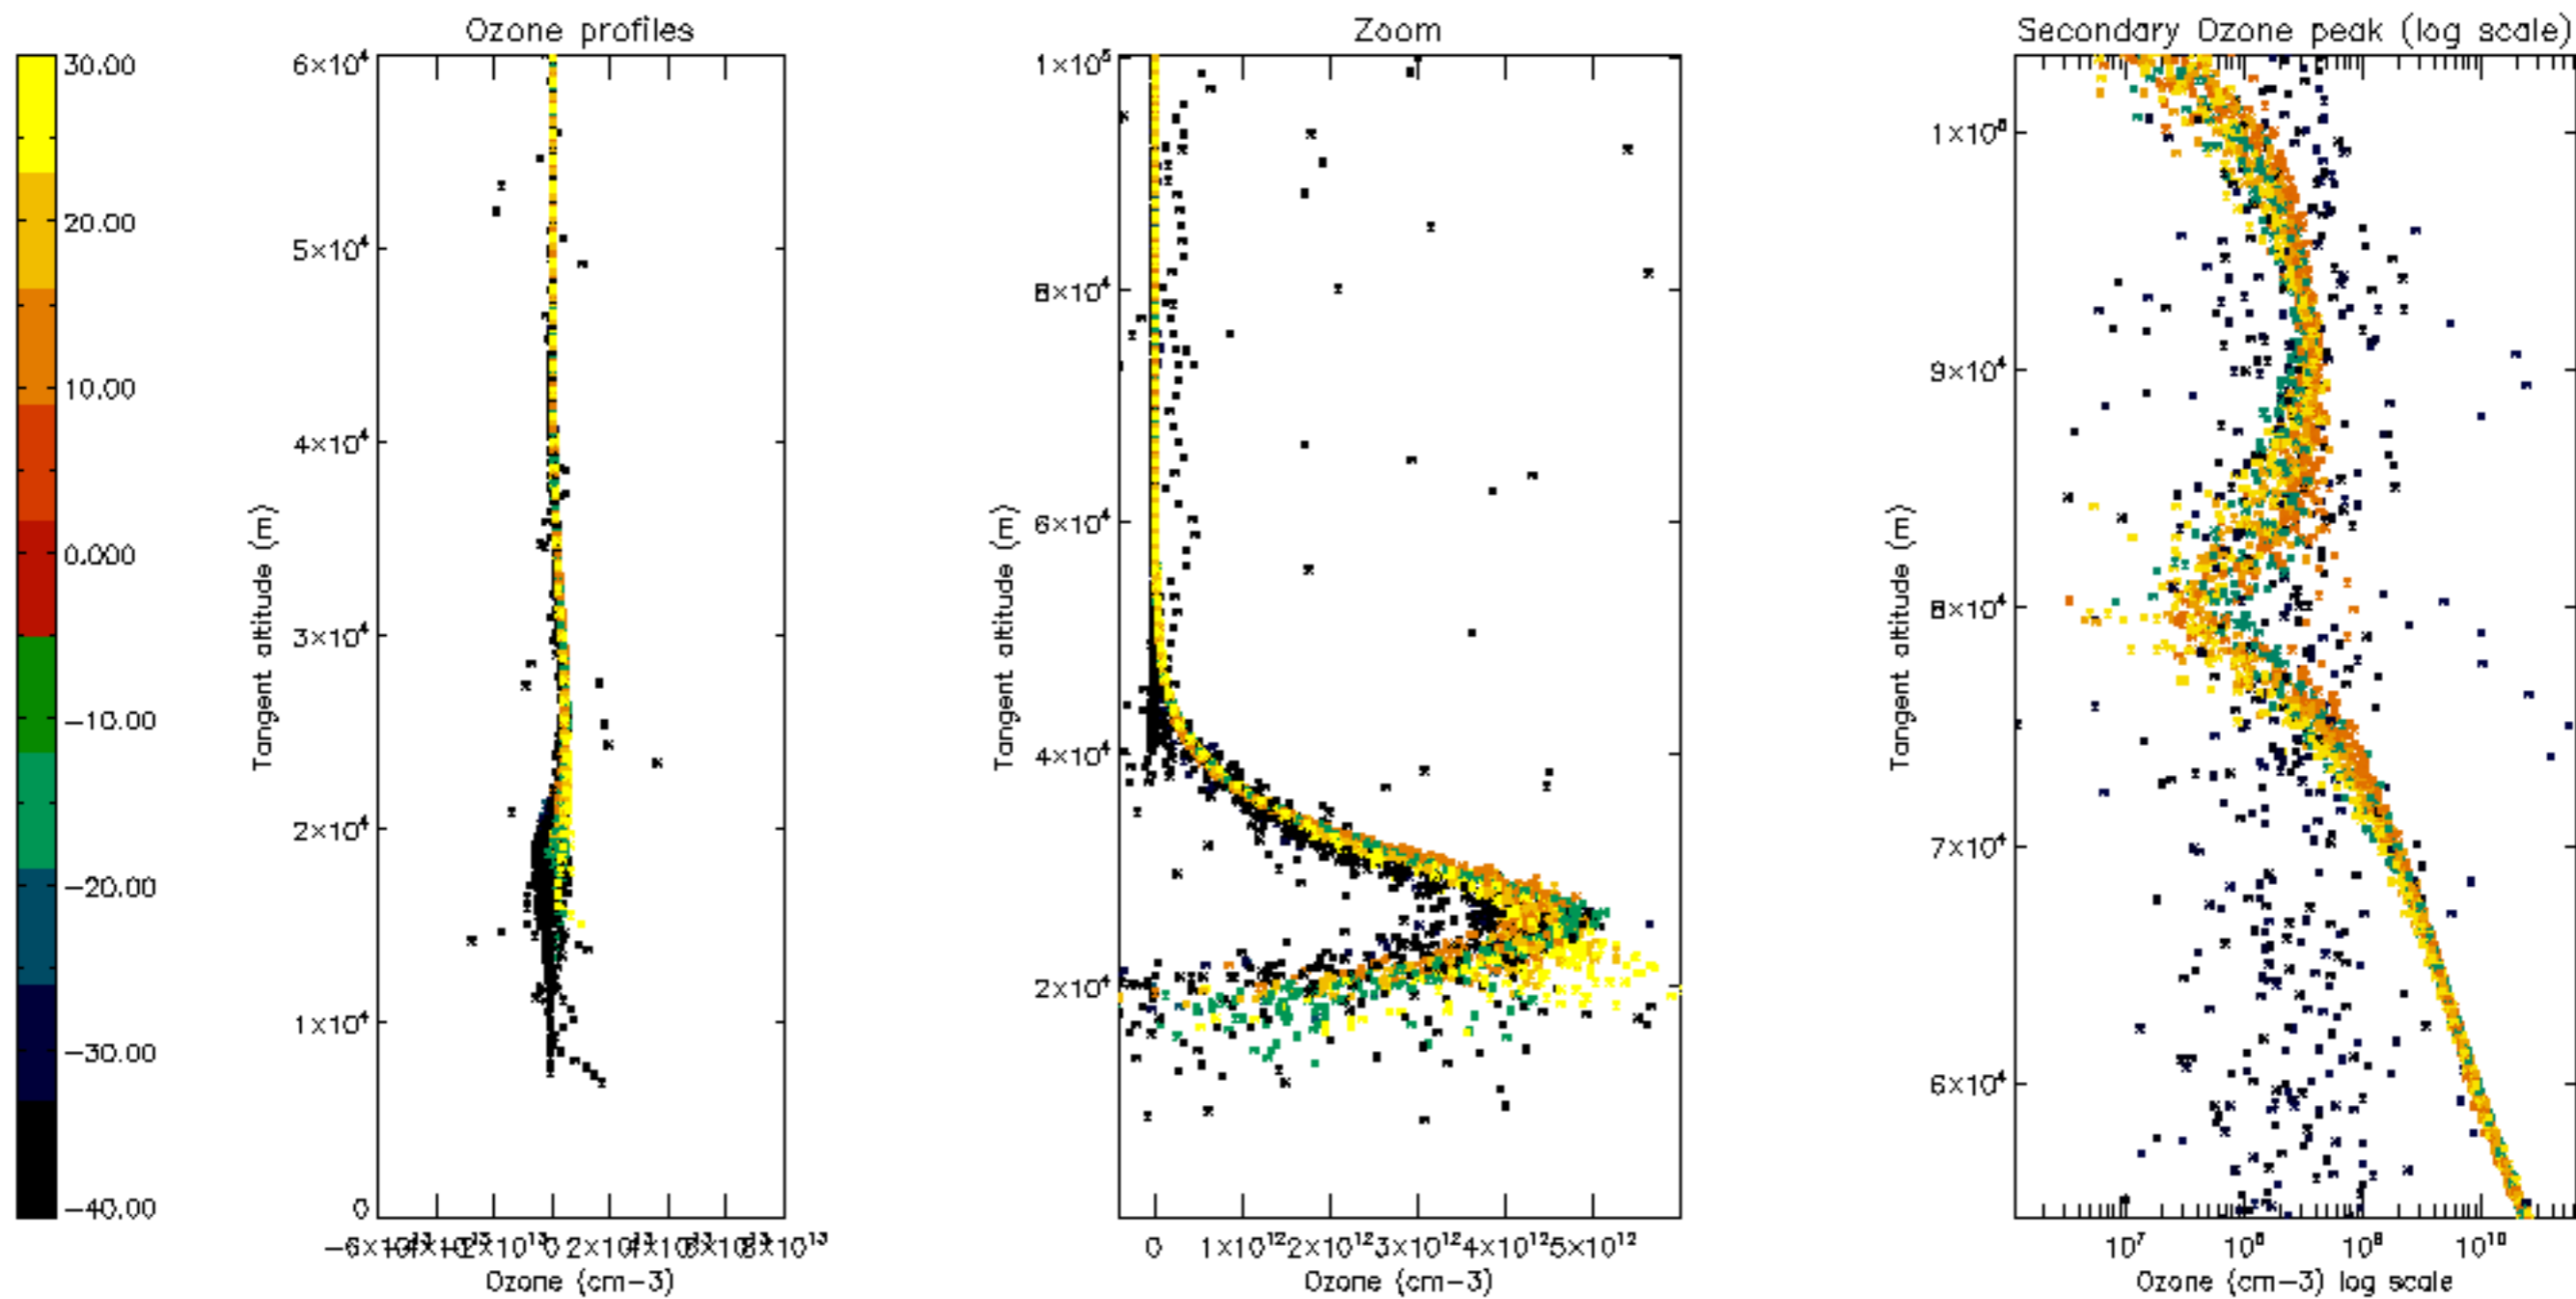 Ozone profiles
Zoom
Secondary Ozone peak (log scale)
30.00
20.00
10.00
0.000
−10.00
−20.00
−30.00
−40.00
Tangent altitude (m)
6×10⁴
5×10⁴
4×10⁴
3×10⁴
2×10⁴
1×10⁴
0
0
8×10¹³
Ozone (cm−3)
Tangent altitude (m)
1×10⁵
8×10⁴
6×10⁴
4×10⁴
2×10⁴
0 1×10¹² 2×10¹² 3×10¹² 4×10¹² 5×10¹²
Ozone (cm−3)
Tangent altitude (m)
9×10⁴
8×10⁴
7×10⁴
6×10⁴
10⁷ 10⁸ 10⁹ 10¹⁰
Ozone (cm−3) log scale